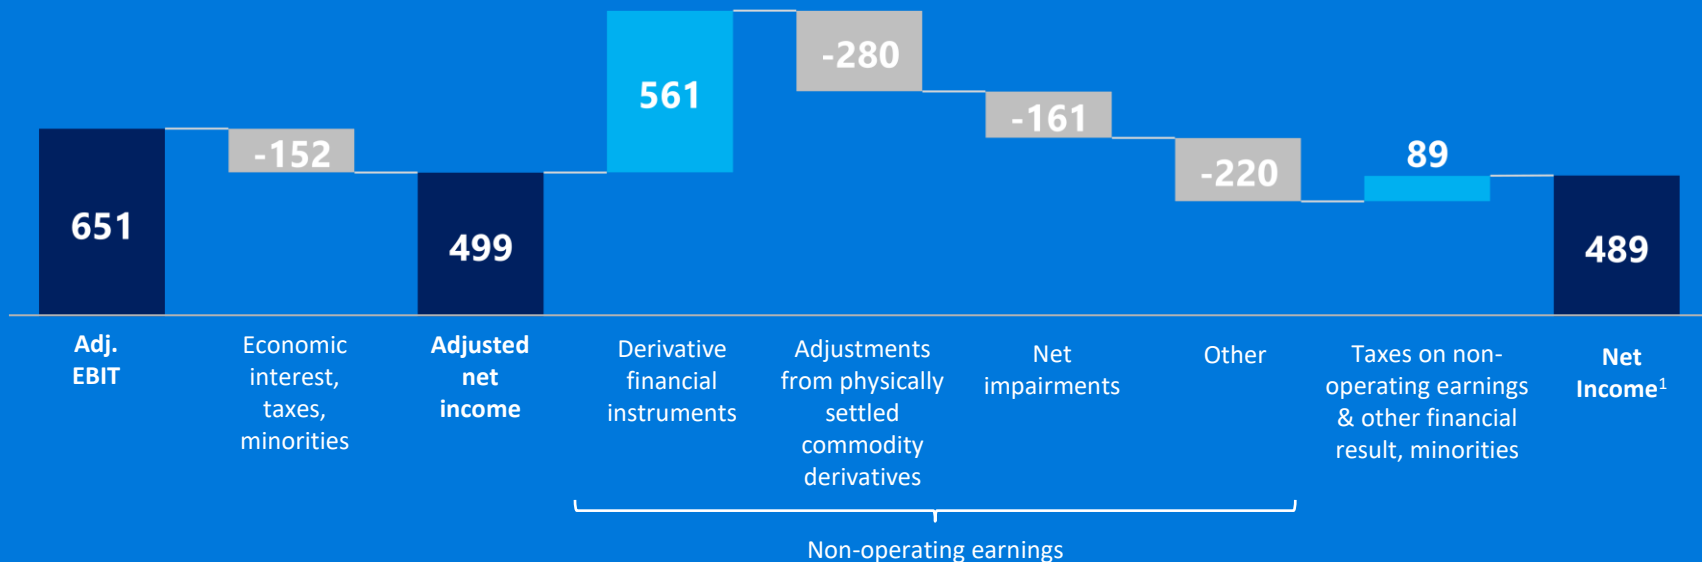 651
-152
499
561
-280
-161
-220
89
489
Adj.
EBIT
Economic
interest,
taxes,
minorities
Adjusted
net
income
Derivative
financial
instruments
Adjustments
from physically
settled
commodity
derivatives
Net
impairments
Other
Taxes on non-
operating earnings
& other financial
result, minorities
Net
Income¹
Non-operating earnings